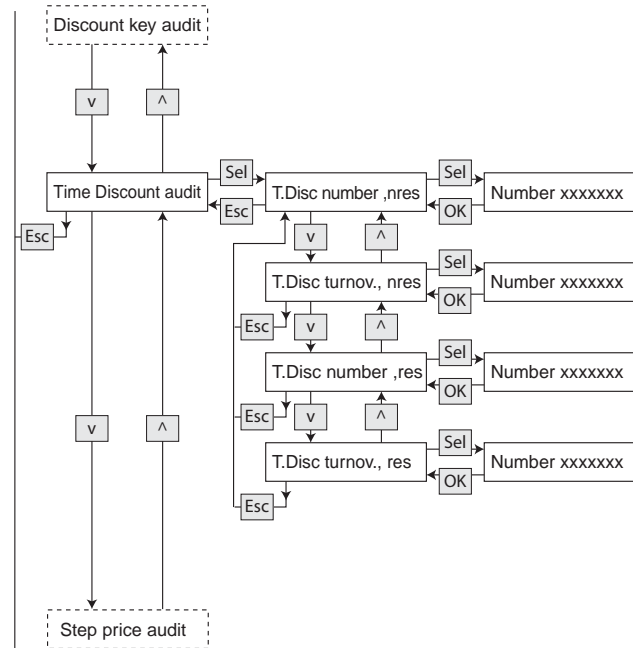 Discount key audit
v
^
Sel
Sel
Time Discount audit
T.Disc number ,nres
Number xxxxxxx
Esc
OK
Esc
v
^
Sel
T.Disc turnov., nres
Number xxxxxxx
OK
Esc
v
^
Sel
T.Disc number ,res
Number xxxxxxx
OK
Esc
v
^
v
^
Sel
T.Disc turnov., res
Number xxxxxxx
OK
Esc
Step price audit